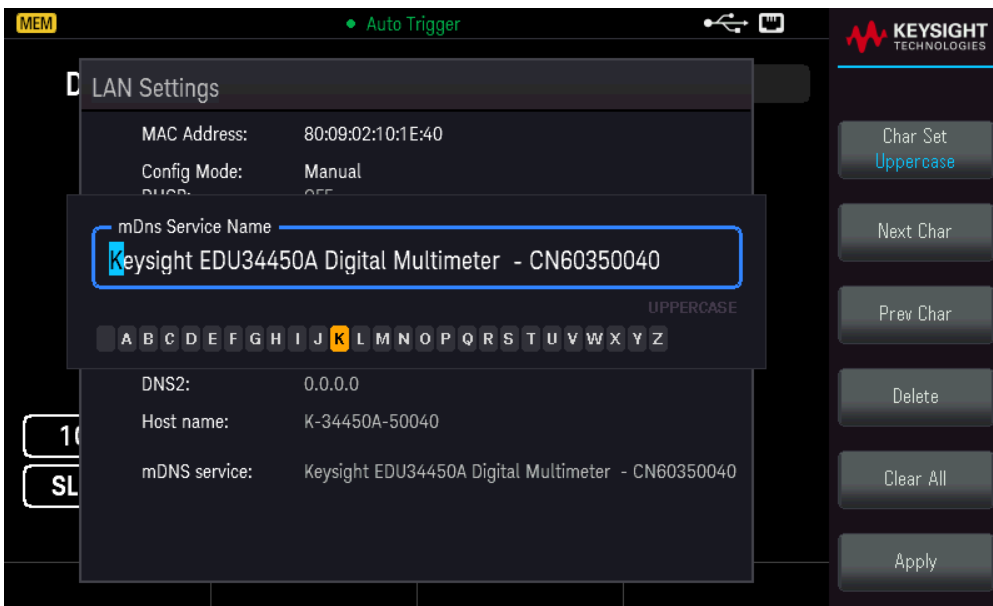 MEM
Auto Trigger
KEYSIGHT
TECHNOLOGIES
D
LAN Settings
MAC Address: 80:09:02:10:1E:40
Config Mode: Manual
mDns Service Name
Keysight EDU34450A Digital Multimeter - CN60350040
UPPERCASE
A B C D E F G H I J K L M N O P Q R S T U V W X Y Z
DNS2: 0.0.0.0
Host name: K-34450A-50040
mDNS service: Keysight EDU34450A Digital Multimeter - CN60350040
10
SL
Char Set
Uppercase
Next Char
Prev Char
Delete
Clear All
Apply